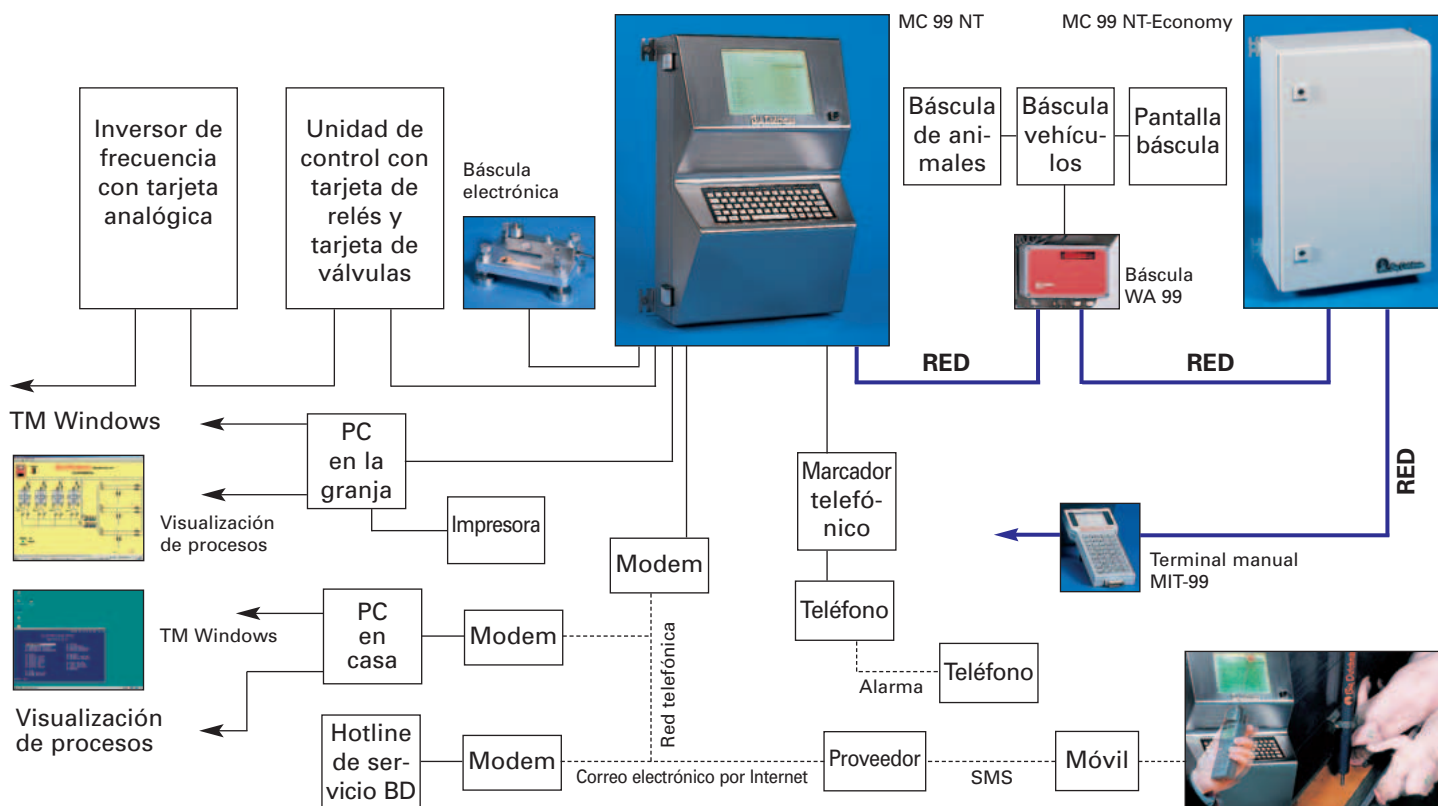 MC 99 NT
MC 99 NT-Economy
Inversor de
frecuencia
con tarjeta
analógica
Unidad de
control con
tarjeta de
relés y
tarjeta de
válvulas
Báscula
electrónica
Báscula
de ani-
males
Báscula
vehícu-
los
Pantalla
báscula
Báscula
WA 99
RED
RED
RED
TM Windows
PC
en la
granja
Visualización
de procesos
Impresora
Marcador
telefó-
nico
Terminal manual
MIT-99
Modem
Teléfono
TM Windows
PC
en
casa
Modem
Red telefónica
Alarma
Teléfono
Visualización
de procesos
Hotline
de ser-
vicio BD
Modem
Correo electrónico por Internet
Proveedor
SMS
Móvil